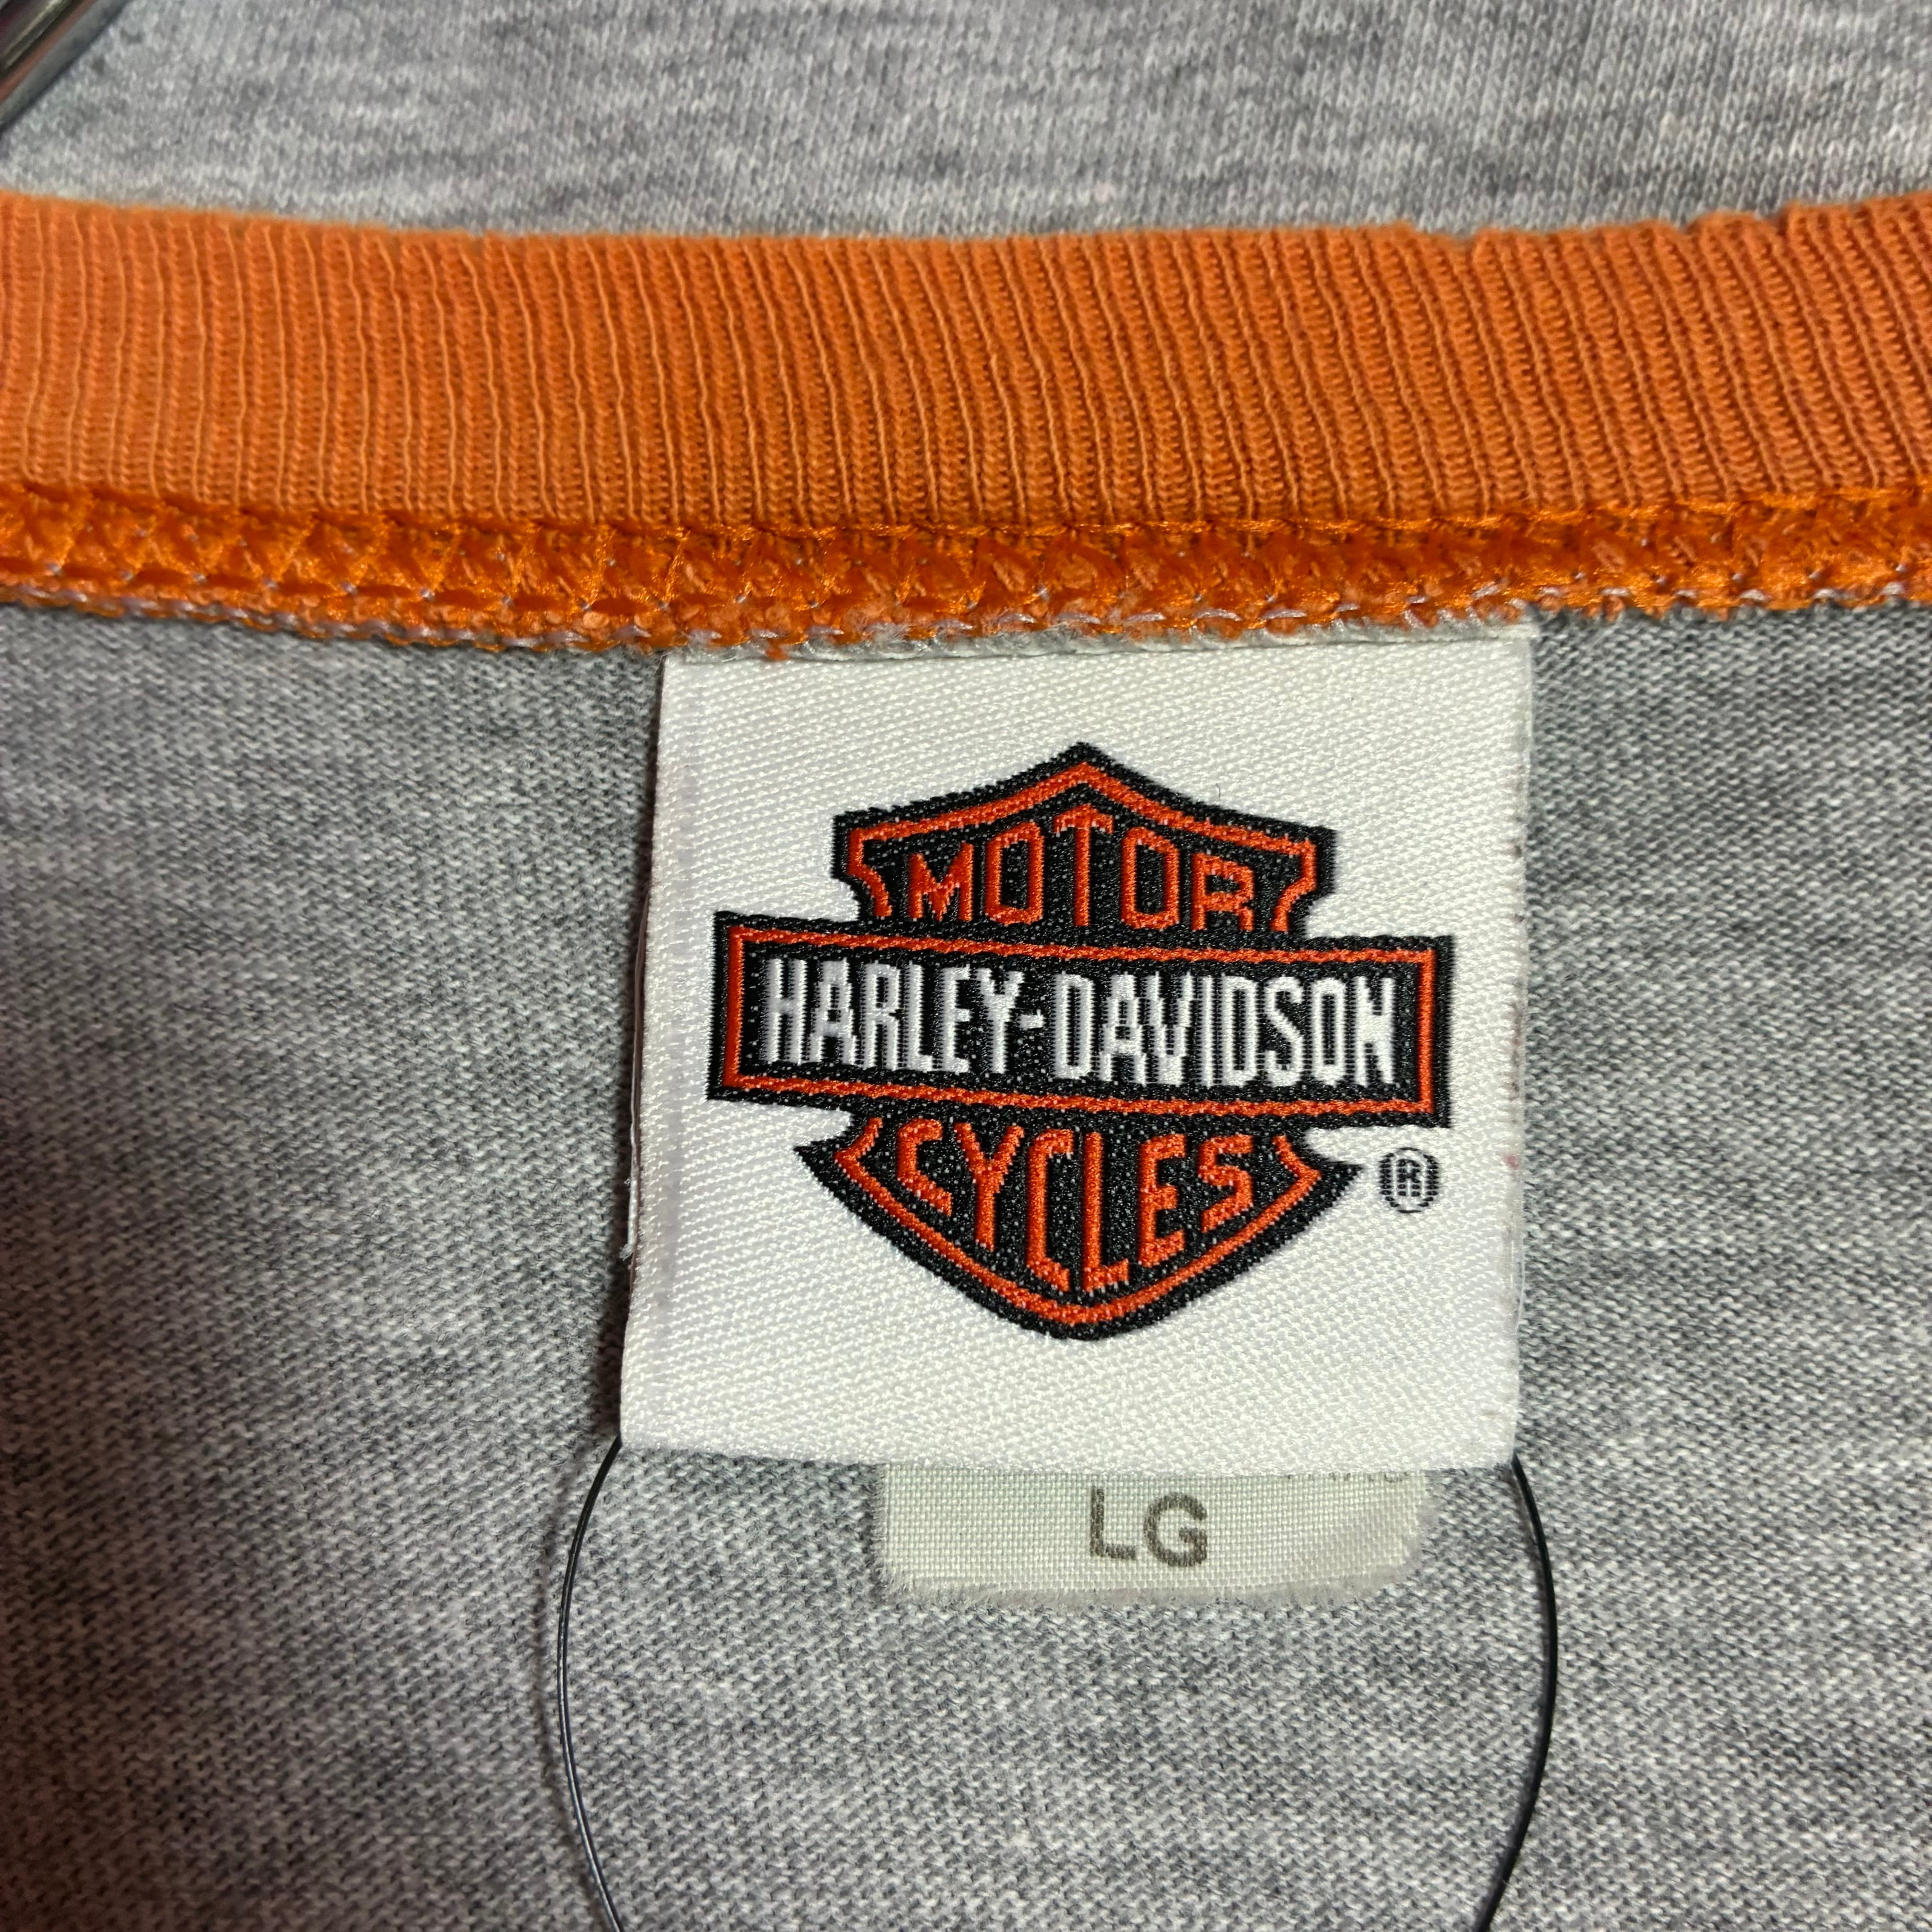 MOTOR
HARLEY-DAVIDSON
CYCLES
®
LG